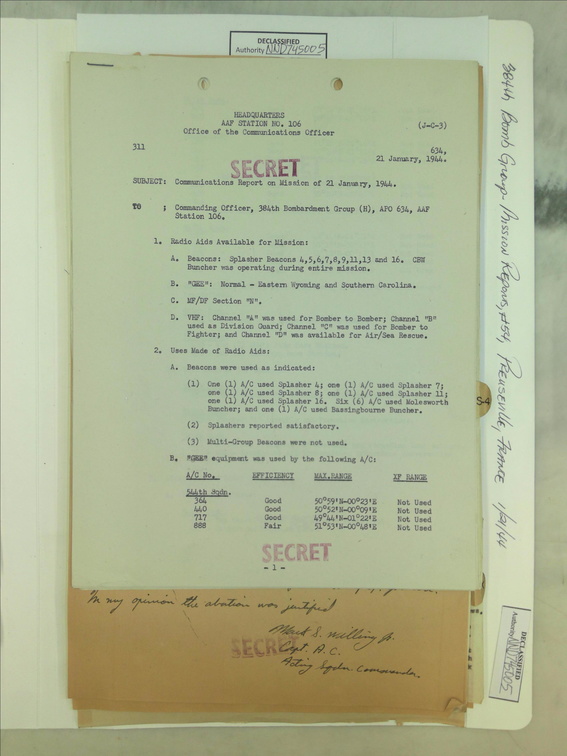 DECLASSIFIED
Authority NND745005
HEADQUARTERS
AAF STATION NO. 106
Office of the Communications Officer
(J-C-3)
311
634,
21 January, 1944.
SECRET
SUBJECT: Communications Report on Mission of 21 January, 1944.
TO ; Commanding Officer, 384th Bombardment Group (H), APO 634, AAF
Station 106.
1. Radio Aids Available for Mission:
A. Beacons: Splasher Beacons 4,5,6,7,8,9,11,13 and 16. CBW
Buncher was operating during entire mission.
B. "GEE": Normal - Eastern Wyoming and Southern Carolina.
C. MF/DF Section "N".
D. VHF: Channel "A" was used for Bomber to Bomber; Channel "B"
used as Division Guard; Channel "C" was used for Bomber to
Fighter; and Channel "D" was available for Air/Sea Rescue.
2. Uses Made of Radio Aids:
A. Beacons were used as indicated:
(1) One (1) A/C used Splasher 4; one (1) A/C used Splasher 7;
one (1) A/C used Splasher 8; one (1) A/C used Splasher 11;
one (1) A/C used Splasher 16. Six (6) A/C used Molesworth
Buncher; and one (1) A/C used Bassingbourne Buncher.
(2) Splashers reported satisfactory.
(3) Multi-Group Beacons were not used.
B. "GEE" equipment was used by the following A/C:
A/C No. EFFICIENCY MAX.RANGE XF RANGE
544th Sqdn.
364 Good 50°59'N-00°23'E Not Used
440 Good 50°52'N-00°09'E Not Used
717 Good 49°44'N-01°22'E Not Used
888 Fair 51°53'N-00°48'E Not Used
SECRET
- 1 -
In my opinion the abortion was justified
SECRET
Capt. A.C.
Acting Sqdn Commander.
384th Bomb Group-Mission Reports, #54, FRANCE 1/21/44
S-4
DECLASSIFIED
Authority NND745005